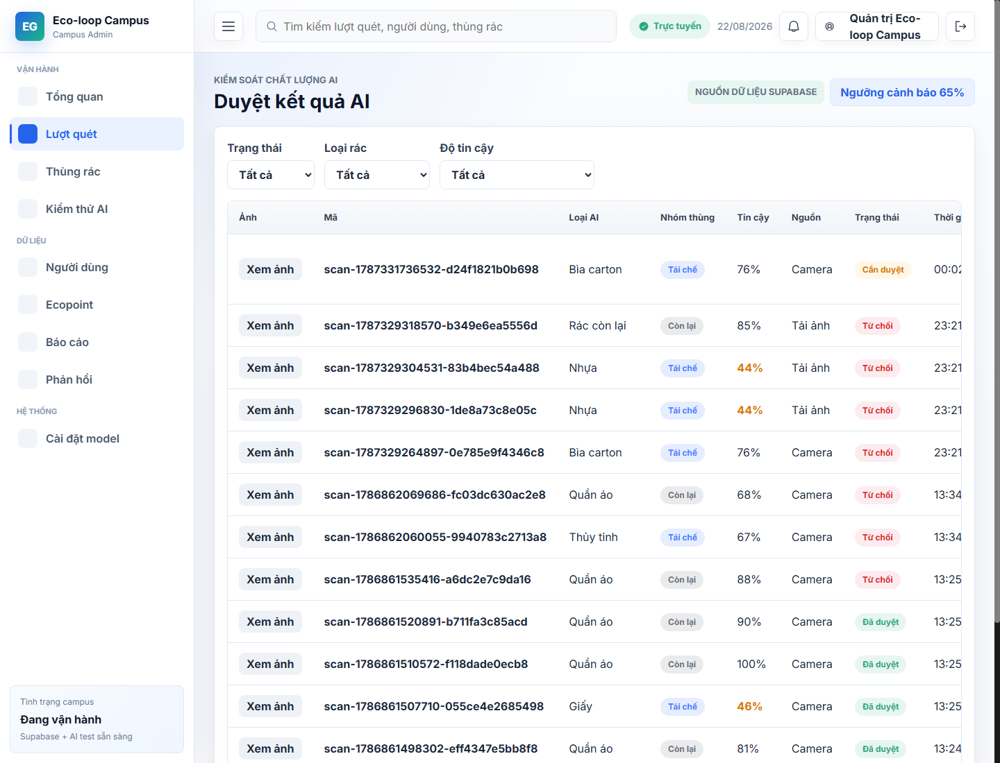 EG
Eco-loop Campus
Campus Admin
VẬN HÀNH
Tổng quan
Lượt quét
Thùng rác
Kiểm thử AI
DỮ LIỆU
Người dùng
Ecopoint
Báo cáo
Phản hồi
HỆ THỐNG
Cài đặt model
Tình trạng campus
Đang vận hành
Supabase + AI test sẵn sàng
Tìm kiếm lượt quét, người dùng, thùng rác
Trực tuyến
22/08/2026
Quản trị Eco-
loop Campus
KIỂM SOÁT CHẤT LƯỢNG AI
Duyệt kết quả AI
NGUỒN DỮ LIỆU SUPABASE
Ngưỡng cảnh báo 65%
Trạng thái Loại rác Độ tin cậy
Tất cả Tất cả Tất cả
Ảnh Mã Loại AI Nhóm thùng Tin cậy Nguồn Trạng thái Thời g
Xem ảnh scan-1787331736532-d24f1821b0b698 Bìa carton Tái chế 76% Camera Cần duyệt 00:02
Xem ảnh scan-1787329318570-b349e6ea5556d Rác còn lại Còn lại 85% Tải ảnh Từ chối 23:21
Xem ảnh scan-1787329304531-83b4bec54a488 Nhựa Tái chế 44% Tải ảnh Từ chối 23:21
Xem ảnh scan-1787329296830-1de8a73c8e05c Nhựa Tái chế 44% Tải ảnh Từ chối 23:21
Xem ảnh scan-1787329264897-0e785e9f4346c8 Bìa carton Tái chế 76% Camera Từ chối 23:21
Xem ảnh scan-1786862069686-fc03dc630ac2e8 Quần áo Còn lại 68% Camera Từ chối 13:34
Xem ảnh scan-1786862060055-9940783c2713a8 Thủy tinh Tái chế 67% Camera Từ chối 13:34
Xem ảnh scan-1786861535416-a6dc2e7c9da16 Quần áo Còn lại 88% Camera Từ chối 13:25
Xem ảnh scan-1786861520891-b711fa3c85acd Quần áo Còn lại 90% Camera Đã duyệt 13:25
Xem ảnh scan-1786861510572-f118dade0ecb8 Quần áo Còn lại 100% Camera Đã duyệt 13:25
Xem ảnh scan-1786861507710-055ce4e2685498 Giấy Tái chế 46% Camera Đã duyệt 13:25
Xem ảnh scan-1786861498302-eff4347e5bb8f8 Quần áo Còn lại 81% Camera Đã duyệt 13:24